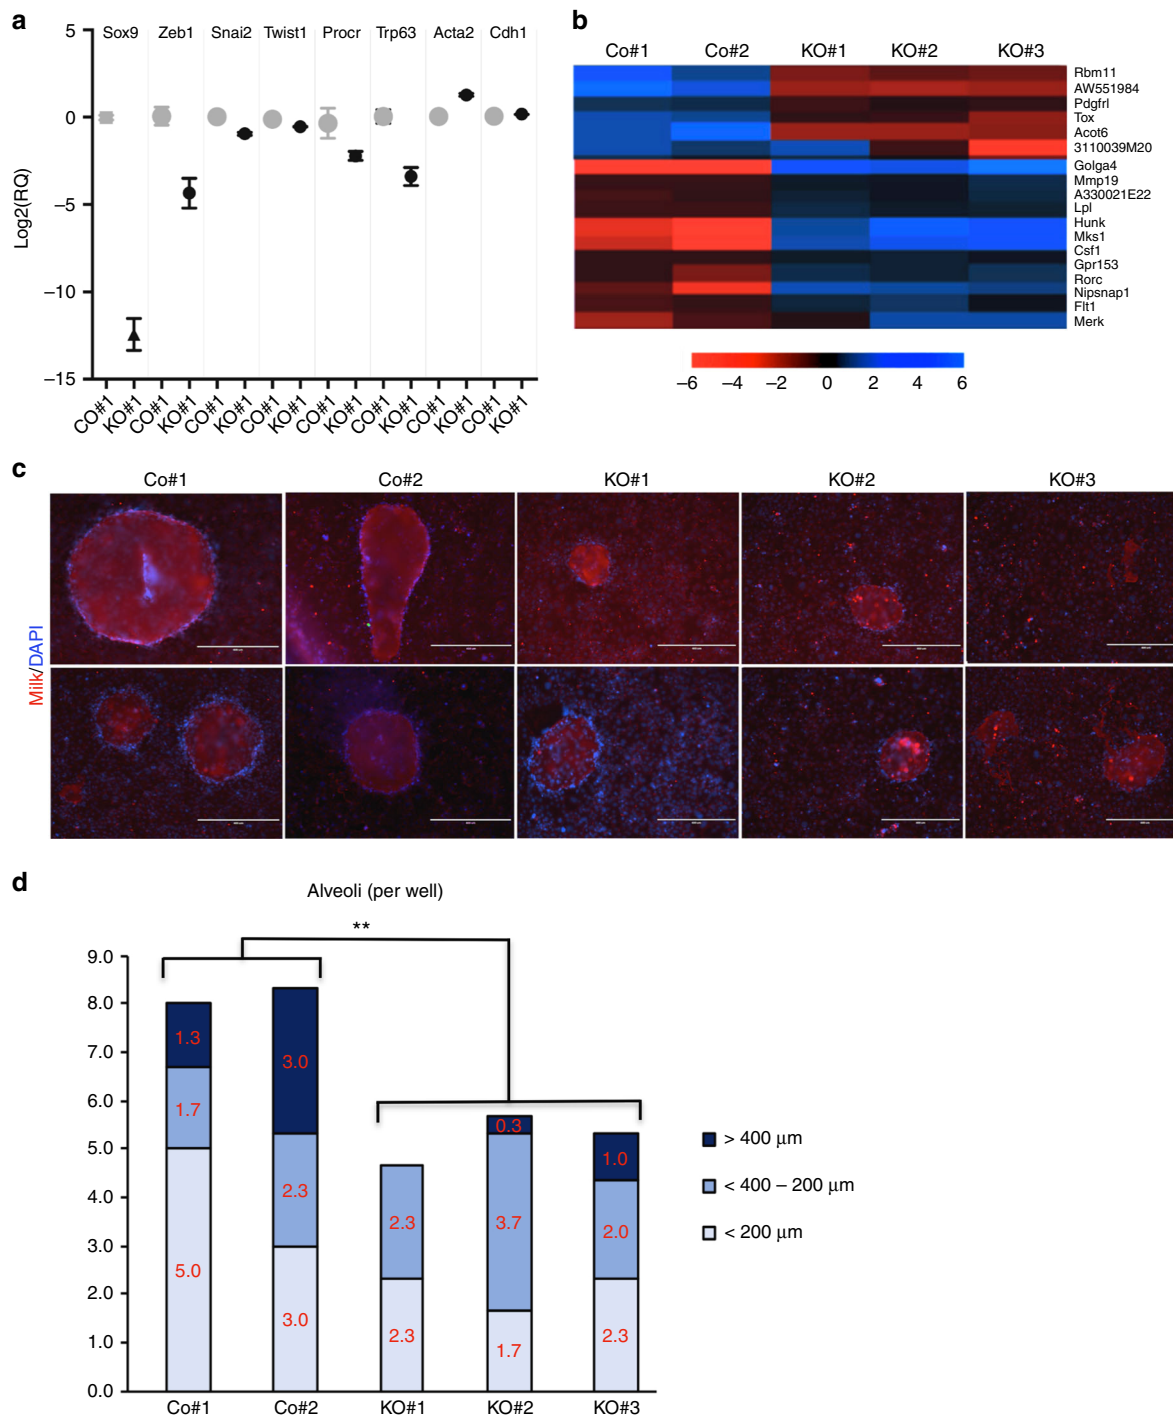 a
Sox9 Zeb1 Snai2 Twist1 Procr Trp63 Acta2 Cdh1
5
0
−5
−10
−15
Log2(RQ)
CO#1 KO#1 CO#1 KO#1 CO#1 KO#1 CO#1 KO#1 CO#1 KO#1 CO#1 KO#1 CO#1 KO#1 CO#1 KO#1
b
Co#1 Co#2 KO#1 KO#2 KO#3
Rbm11
AW551984
Pdgfrl
Tox
Acot6
3110039M20
Golga4
Mmp19
A330021E22
Lpl
Hunk
Mks1
Csf1
Gpr153
Rorc
Nipsnap1
Flt1
Merk
−6 −4 −2 0 2 4 6
c
Co#1 Co#2 KO#1 KO#2 KO#3
Milk/DAPI
d
Alveoli (per well)
**
9.0
8.0
7.0
6.0
5.0
4.0
3.0
2.0
1.0
0.0
1.3
1.7
5.0
3.0
2.3
3.0
2.3
2.3
0.3
3.7
1.7
1.0
2.0
2.3
> 400 µm
< 400 – 200 µm
< 200 µm
Co#1 Co#2 KO#1 KO#2 KO#3